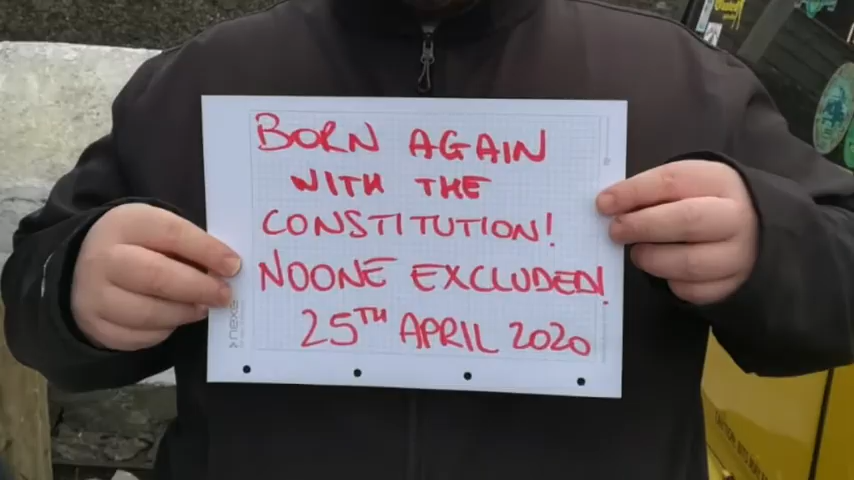 BORN AGAIN
WITH THE
CONSTITUTION!
NOONE EXCLUDED!
25TH APRIL 2020